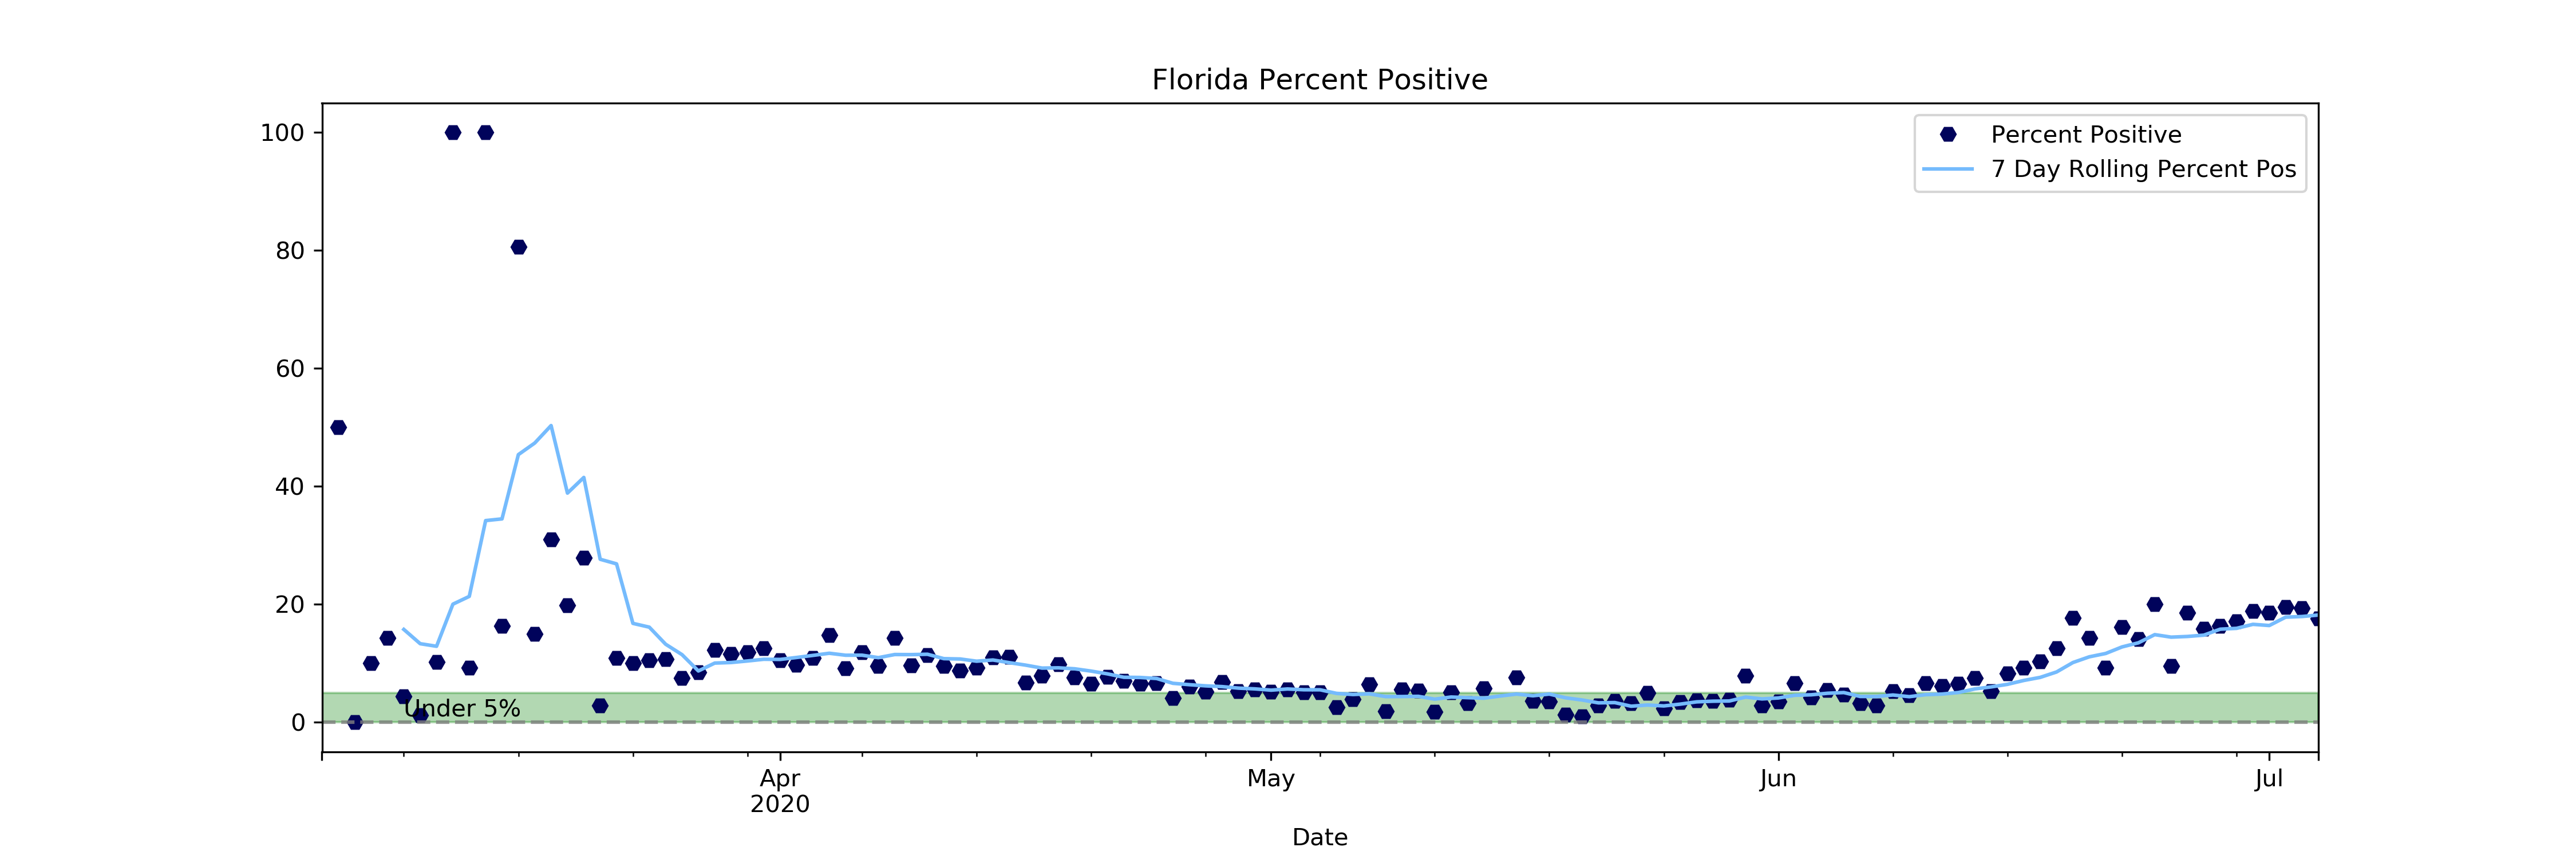 Florida Percent Positive
Percent Positive
7 Day Rolling Percent Pos
100
80
60
40
20
0
Under 5%
Apr
2020
May
Jun
Jul
Date